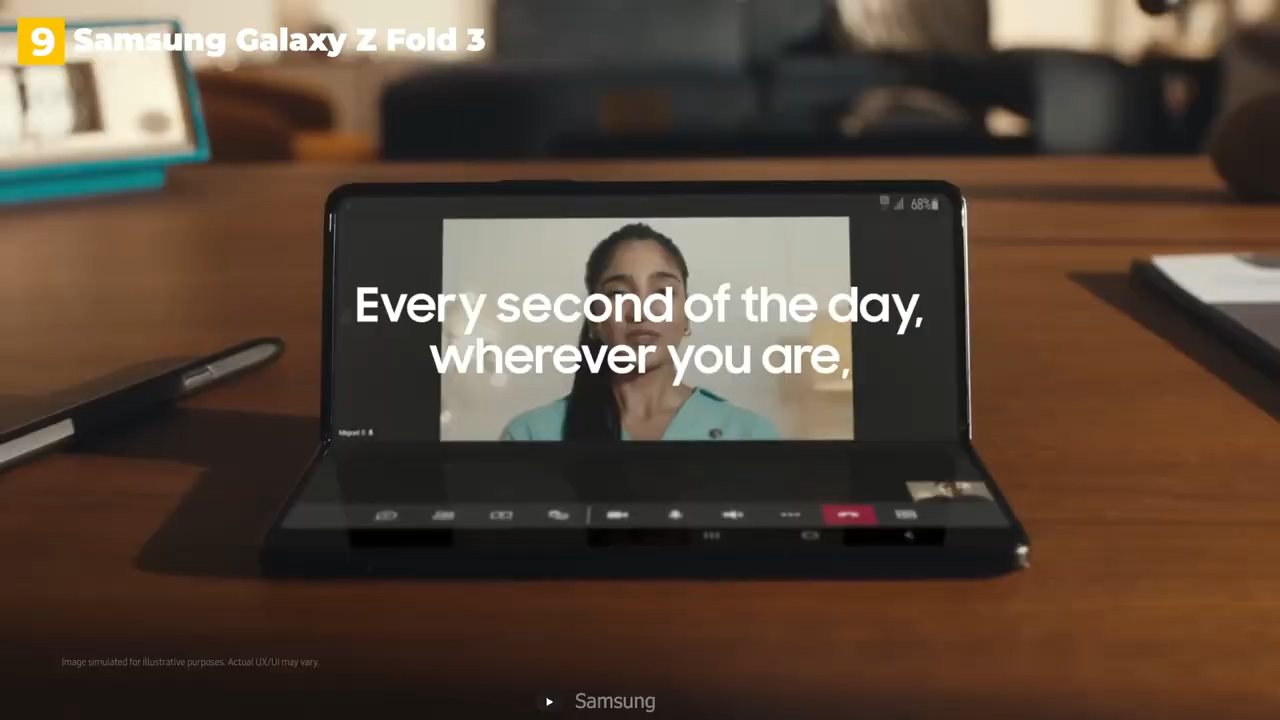 9 Samsung Galaxy Z Fold 3
68%
Every second of the day,
wherever you are,
Image simulated for illustrative purposes. Actual UX/UI may vary.
Samsung